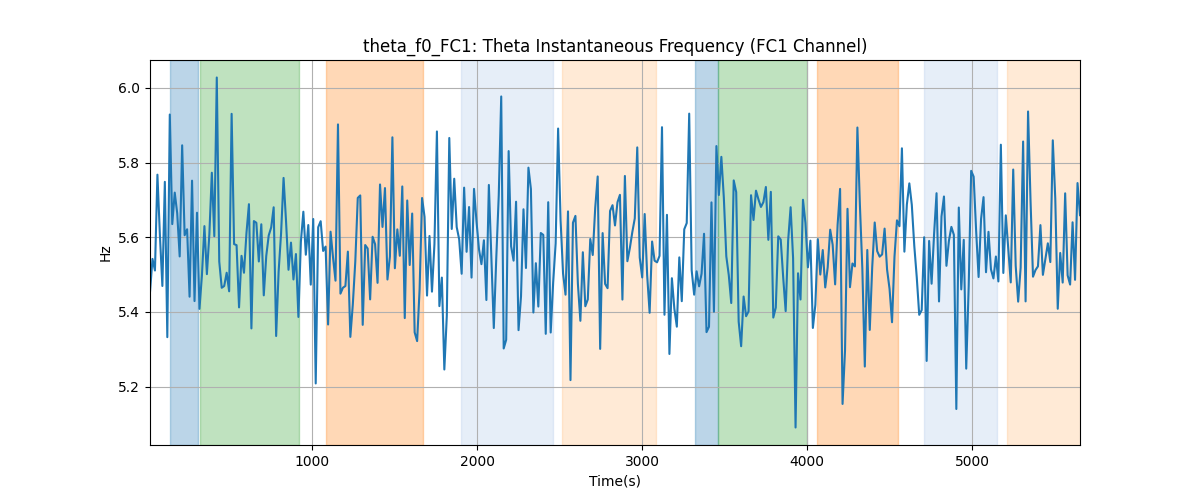 theta_f0_FC1: Theta Instantaneous Frequency (FC1 Channel)
6.0
5.8
5.6
5.4
5.2
Hz
1000 2000 3000 4000 5000
Time(s)